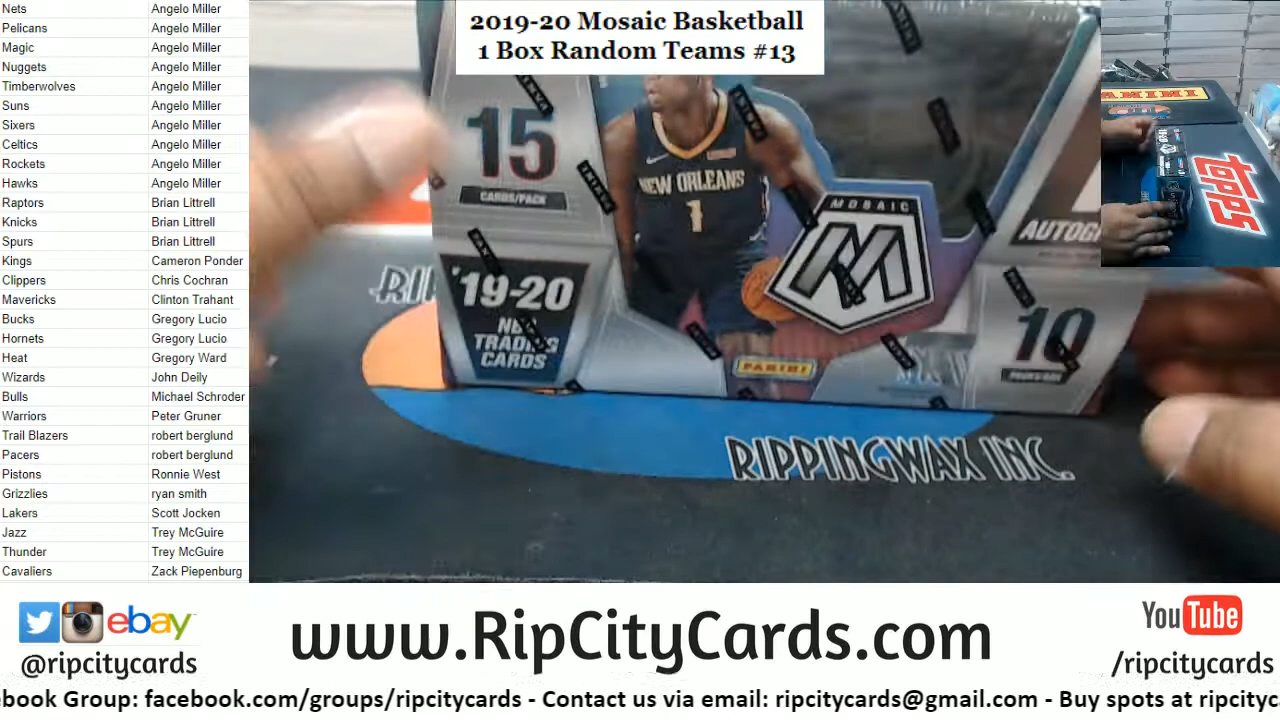 2019-20 Mosaic Basketball
1 Box Random Teams #13
Nets Angelo Miller
Pelicans Angelo Miller
Magic Angelo Miller
Nuggets Angelo Miller
Timberwolves Angelo Miller
Suns Angelo Miller
Sixers Angelo Miller
Celtics Angelo Miller
Rockets Angelo Miller
Hawks Angelo Miller
Raptors Brian Littrell
Knicks Brian Littrell
Spurs Brian Littrell
Kings Cameron Ponder
Clippers Chris Cochran
Mavericks Clinton Trahant
Bucks Gregory Lucio
Hornets Gregory Lucio
Heat Gregory Ward
Wizards John Deily
Bulls Michael Schroder
Warriors Peter Gruner
Trail Blazers robert berglund
Pacers robert berglund
Pistons Ronnie West
Grizzlies ryan smith
Lakers Scott Jocken
Jazz Trey McGuire
Thunder Trey McGuire
Cavaliers Zack Piepenburg
15
CARDS/PACK
'19-20
NBA
TRADING
CARDS
NEW ORLEANS
1
MOSAIC
M
PANINI
AUTOG
10
RIP
RIPPINGWAX INC.
PANINI
topps
ebay
@ripcitycards
www.RipCityCards.com
YouTube
/ripcitycards
ebook Group: facebook.com/groups/ripcitycards - Contact us via email: ripcitycards@gmail.com - Buy spots at ripcityc